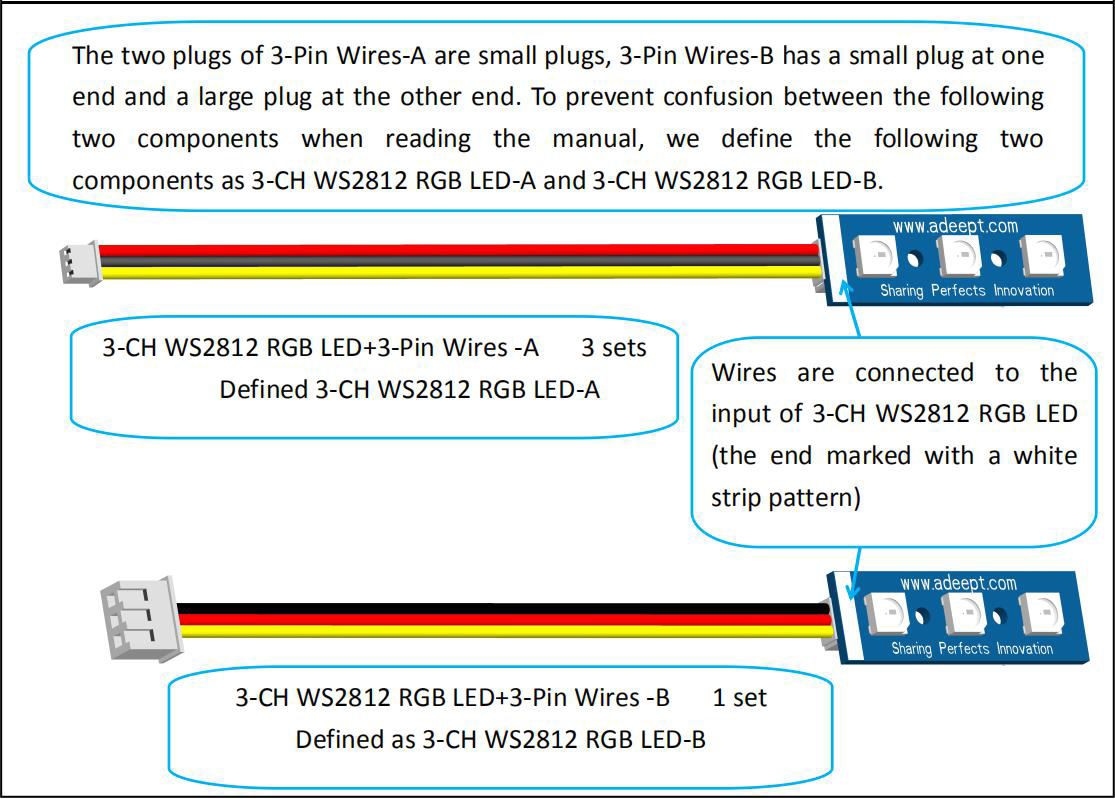 The two plugs of 3-Pin Wires-A are small plugs, 3-Pin Wires-B has a small plug at one
end and a large plug at the other end. To prevent confusion between the following
two components when reading the manual, we define the following two
components as 3-CH WS2812 RGB LED-A and 3-CH WS2812 RGB LED-B.
www.adeept.com
Sharing Perfects Innovation
3-CH WS2812 RGB LED+3-Pin Wires -A 3 sets
Defined 3-CH WS2812 RGB LED-A
Wires are connected to the
input of 3-CH WS2812 RGB LED
(the end marked with a white
strip pattern)
www.adeept.com
Sharing Perfects Innovation
3-CH WS2812 RGB LED+3-Pin Wires -B 1 set
Defined as 3-CH WS2812 RGB LED-B